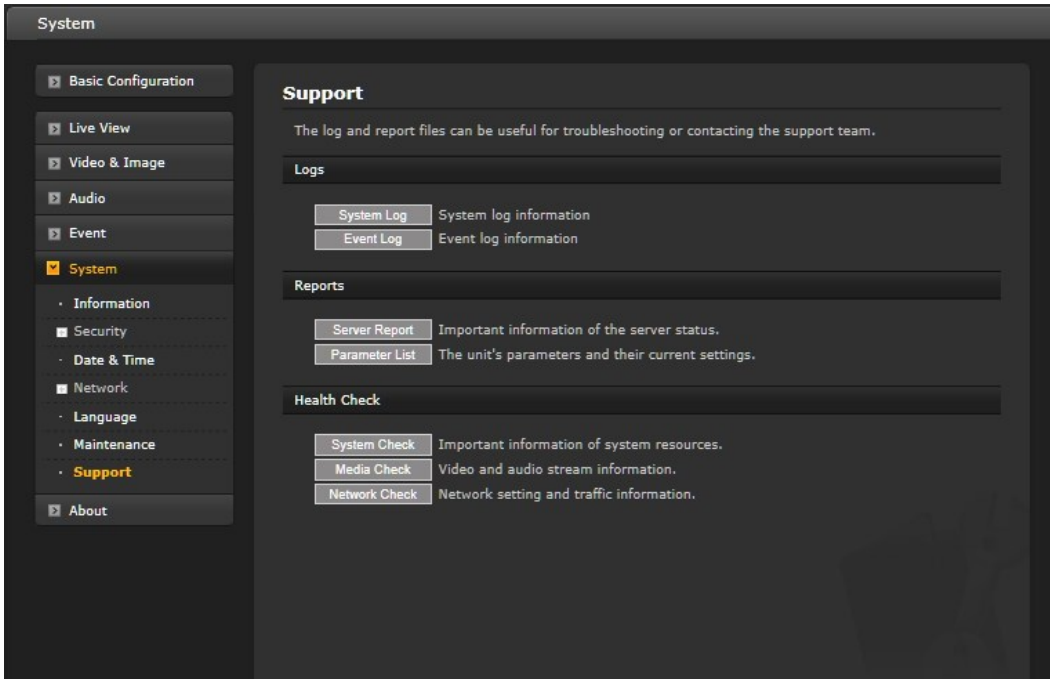 System
Basic Configuration
Live View
Video & Image
Audio
Event
System
Information
Security
Date & Time
Network
Language
Maintenance
Support
About
Support
The log and report files can be useful for troubleshooting or contacting the support team.
Logs
System Log System log information
Event Log Event log information
Reports
Server Report Important information of the server status.
Parameter List The unit's parameters and their current settings.
Health Check
System Check Important information of system resources.
Media Check Video and audio stream information.
Network Check Network setting and traffic information.